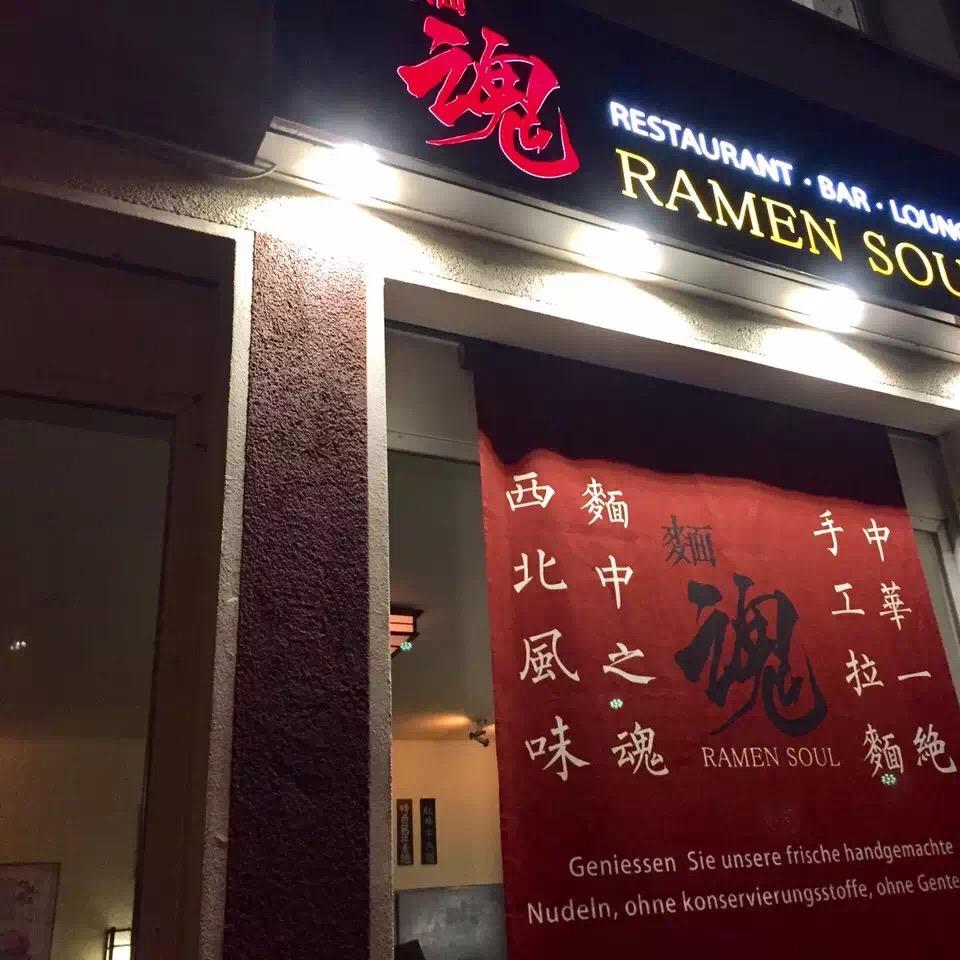 魂
RESTAURANT · BAR · LOUNG
RAMEN SOU
中華一絕
手工拉麵
麵
魂
RAMEN SOUL
麵中之魂
西北風味
Geniessen Sie unsere frische handgemachte
Nudeln, ohne konservierungsstoffe, ohne Gente